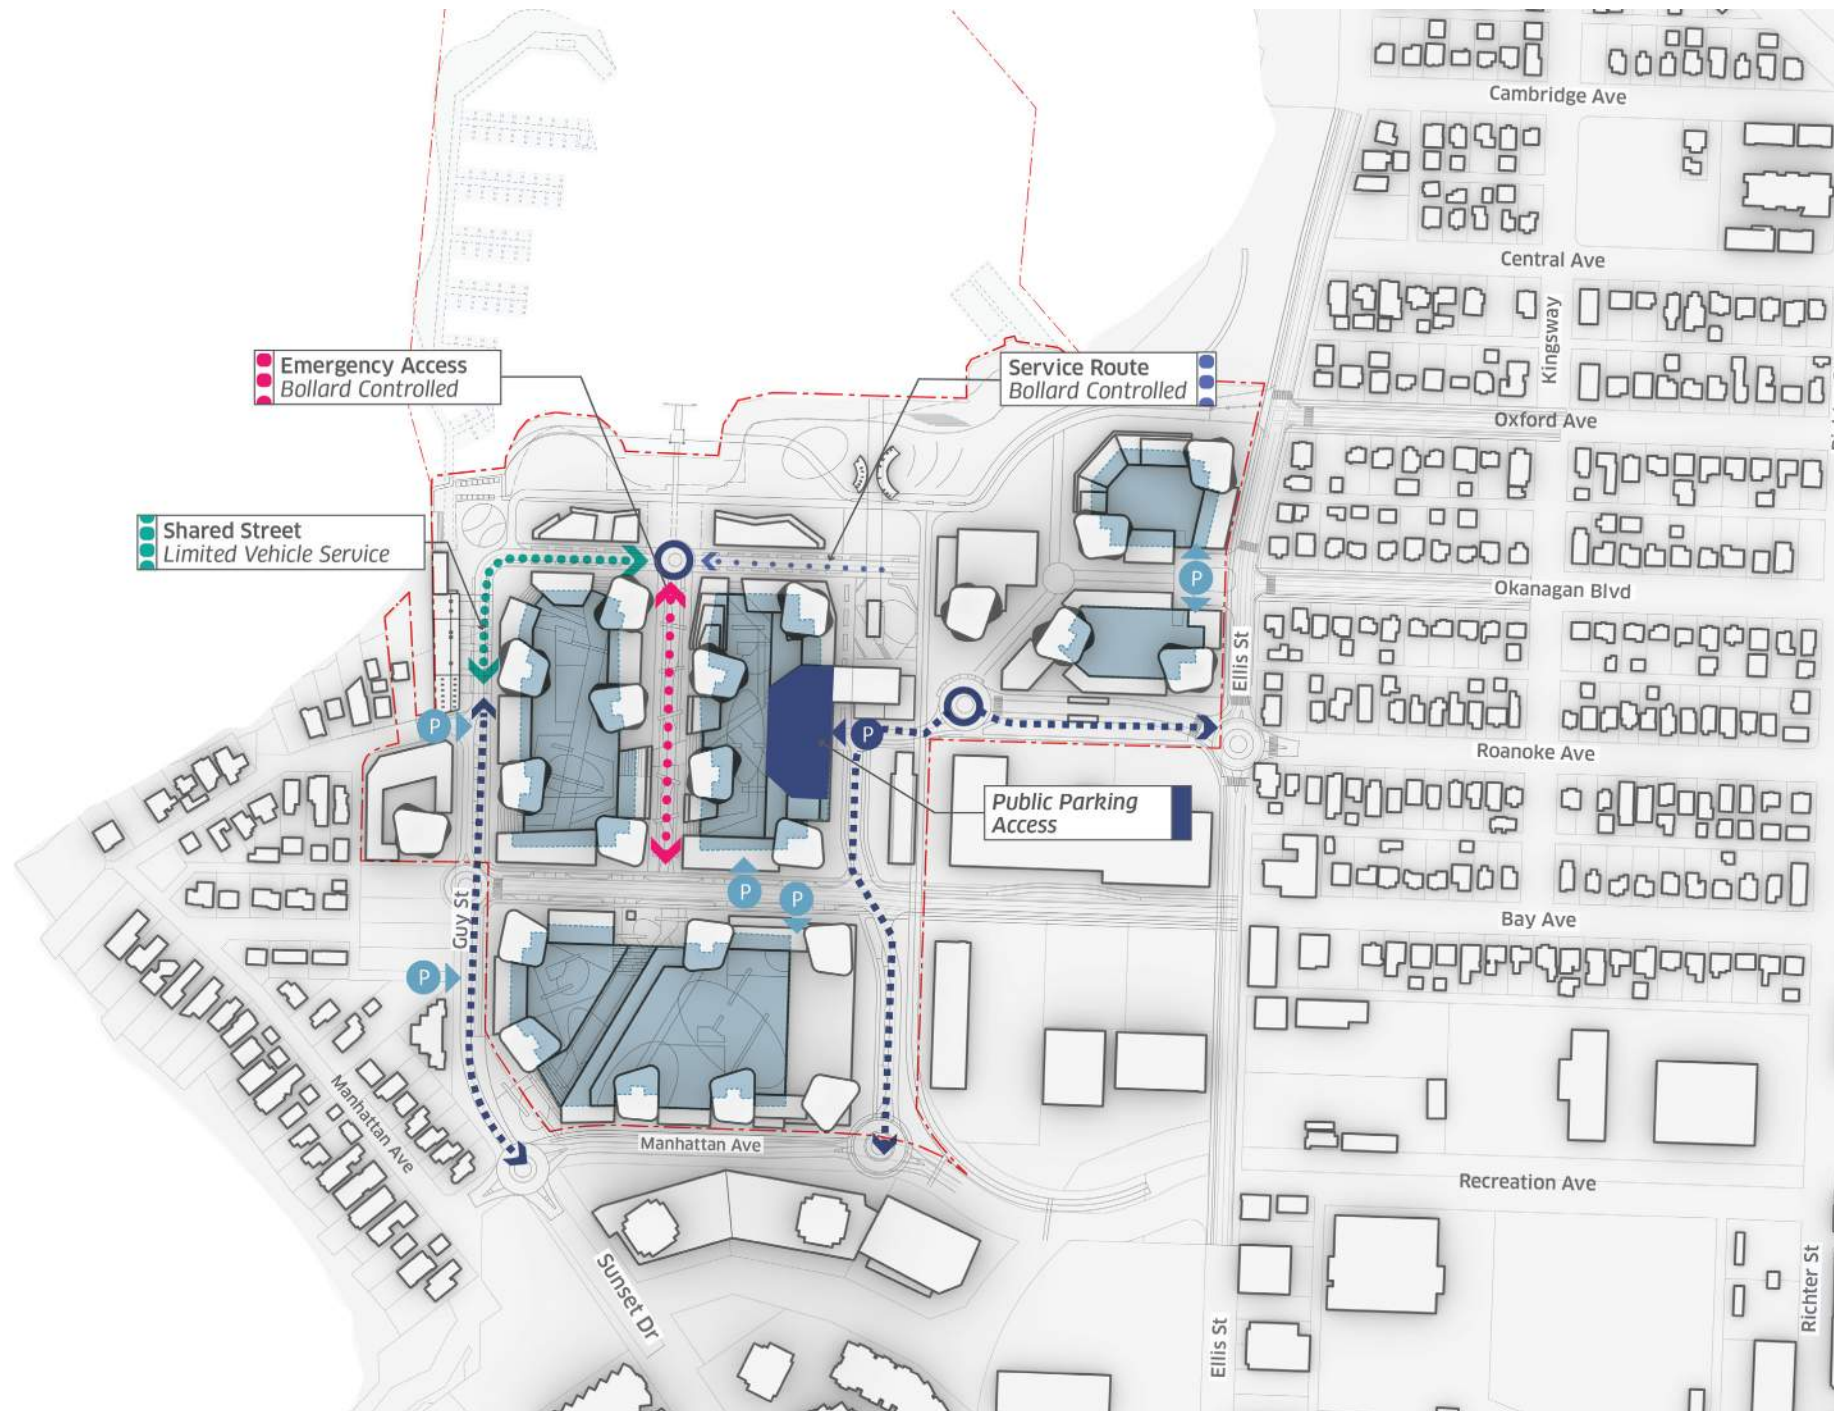 Cambridge Ave
Central Ave
Kingsway
Emergency Access
Bollard Controlled
Service Route
Bollard Controlled
Oxford Ave
Shared Street
Limited Vehicle Service
P
Okanagan Blvd
Ellis St
P
P
Roanoke Ave
Public Parking
Access
P
P
Guy St
Bay Ave
P
Manhattan Ave
Manhattan Ave
Recreation Ave
Sunset Dr
Richter St
Ellis St